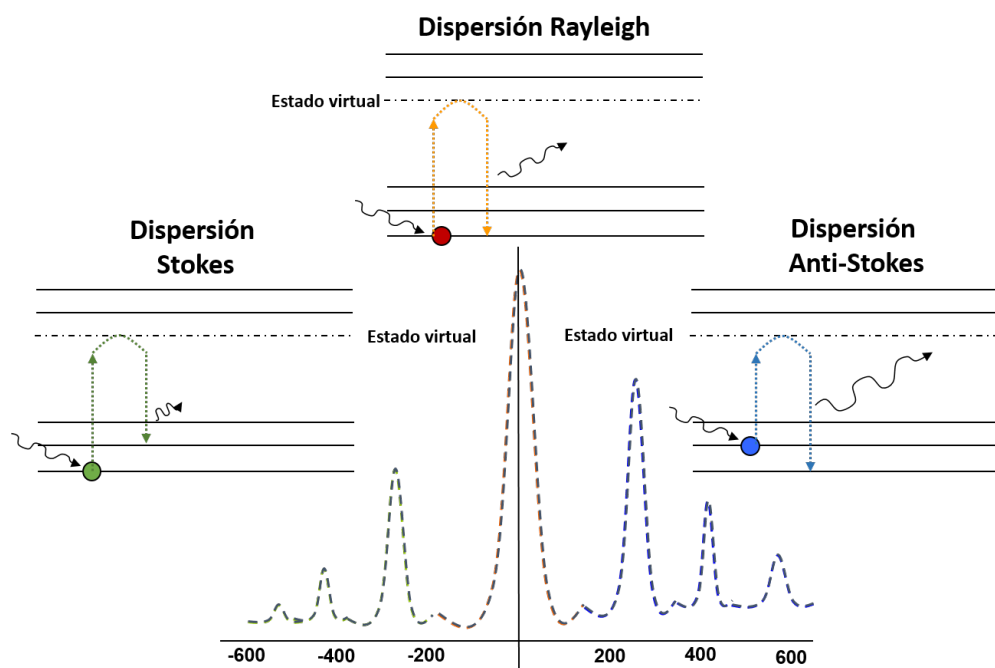 Dispersión Rayleigh
Estado virtual
Dispersión
Stokes
Estado virtual
Dispersión
Anti-Stokes
Estado virtual
-600 -400 -200 0 200 400 600